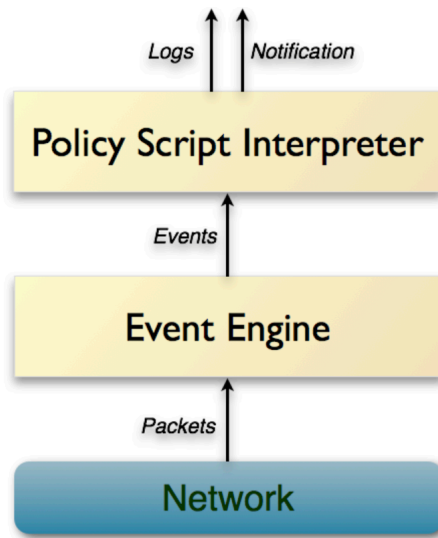 Logs Notification
Policy Script Interpreter
Events
Event Engine
Packets
Network